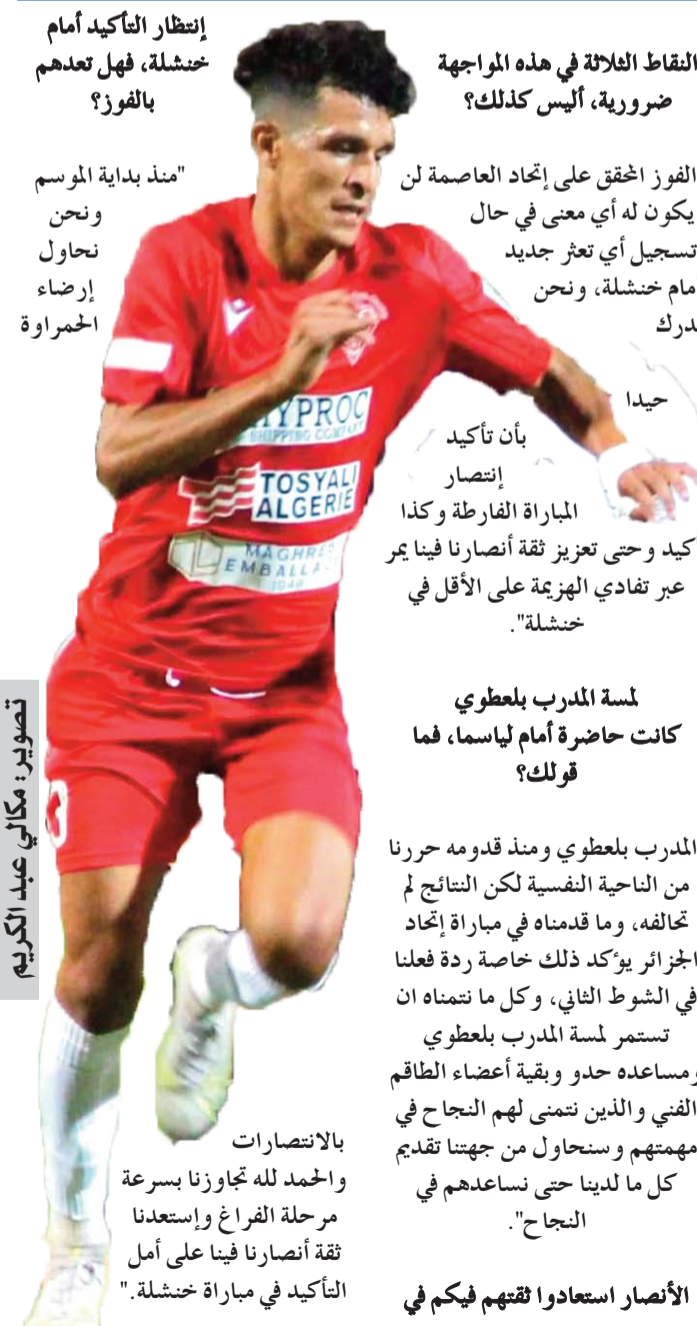 النقاط الثلاثة في هذه المواجهة
ضرورية، أليس كذلك؟
الفوز المحقق على إتحاد العاصمة لن
يكون له أي معنى في حال
تسجيل أي تعثر جديد
مام خنشلة، ونحن
درك
حيدا
بأن تأكيد
إنتصار
المباراة الفارطة وكذا
كيد وحتى تعزيز ثقة أنصارنا فينا يمر
عبر تفادي الهزيمة على الأقل في
خنشلة".
لمسة المدرب بلعطوي
كانت حاضرة أمام لياسما، فما
قولك؟
المدرب بلعطوي ومنذ قدومه حررنا
من الناحية النفسية لكن النتائج لم
تحالفه، وما قدمناه في مباراة إتحاد
الجزائر يؤكد ذلك خاصة ردة فعلنا
في الشوط الثاني، وكل ما نتمناه ان
تستمر لمسة المدرب بلعطوي
ومساعده حدو وبقية أعضاء الطاقم
الفني والذين نتمنى لهم النجاح في
مهمتهم وسنحاول من جهتنا تقديم
كل ما لدينا حتى نساعدهم في
النجاح".
الأنصار استعادوا ثقتهم فيكم في
إنتظار التأكيد أمام
خنشلة، فهل تعدهم
بالفوز؟
"منذ بداية الموسم
ونحن
نحاول
إرضاء
الحمراوة
بالانتصارات
والحمد لله تجاوزنا بسرعة
مرحلة الفراغ وإستعدنا
ثقة أنصارنا فينا على أمل
التأكيد في مباراة خنشلة."
تصوير: مكالي عبد الكريم
HYPROC
SHIPPING COMPANY
TOSYALI
ALGERIE
MAGHREB
EMBALLA
1948
3